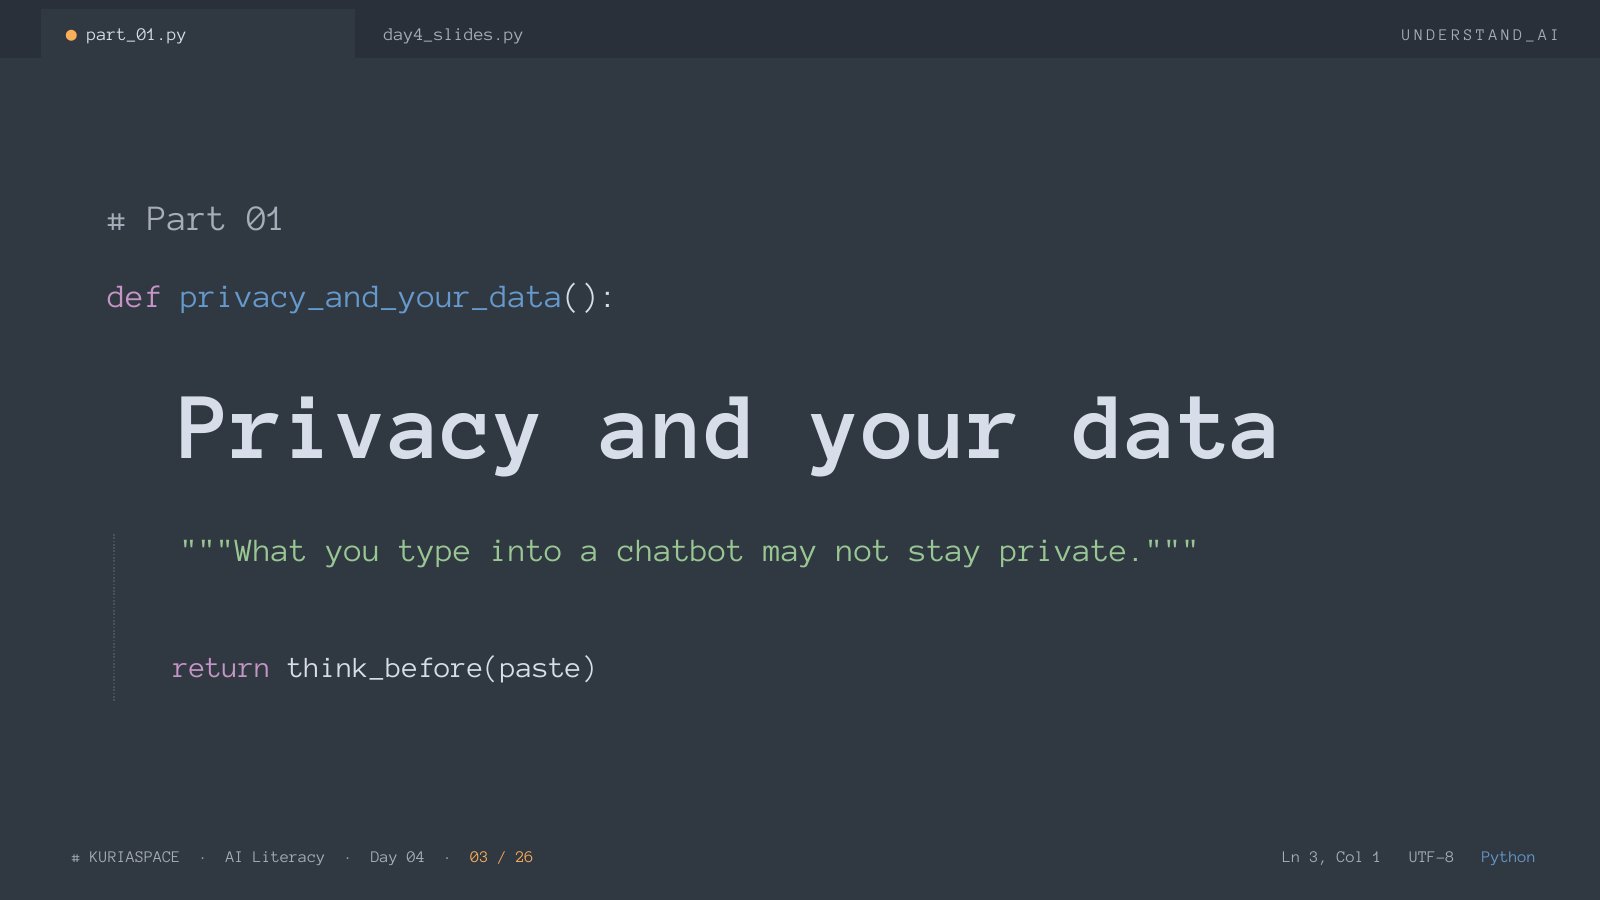 part_01.py
day4_slides.py
UNDERSTAND_AI
# Part 01
def privacy_and_your_data():
Privacy and your data
"""What you type into a chatbot may not stay private."""
return think_before(paste)
# KURIASPACE · AI Literacy · Day 04 · 03 / 26
Ln 3, Col 1 UTF-8 Python